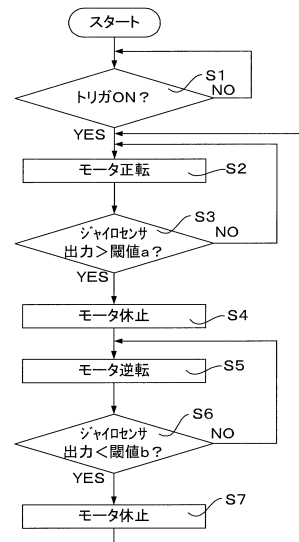 スタート
S1
トリガON?
NO
YES
S2
モータ正転
S3
ジャイロセンサ
出力>閾値a?
NO
YES
S4
モータ休止
S5
モータ逆転
S6
ジャイロセンサ
出力<閾値b?
NO
YES
S7
モータ休止